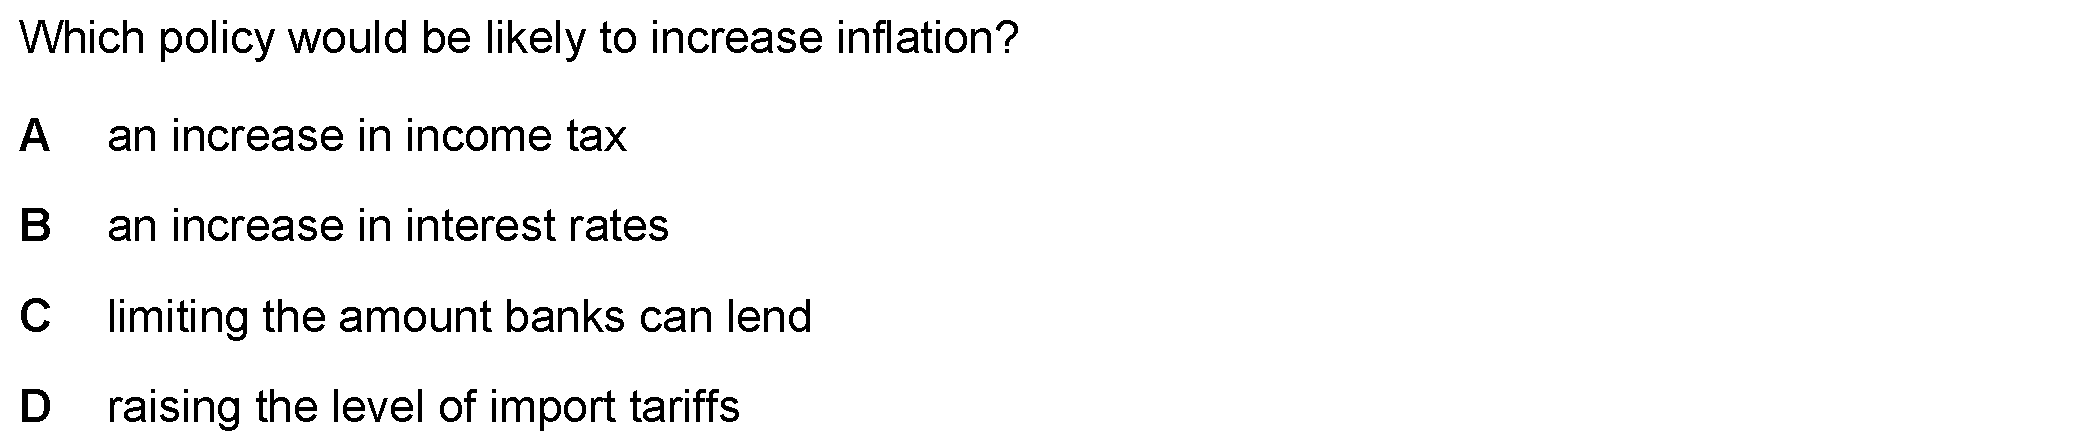 Which policy would be likely to increase inflation?
A an increase in income tax
B an increase in interest rates
C limiting the amount banks can lend
D raising the level of import tariffs